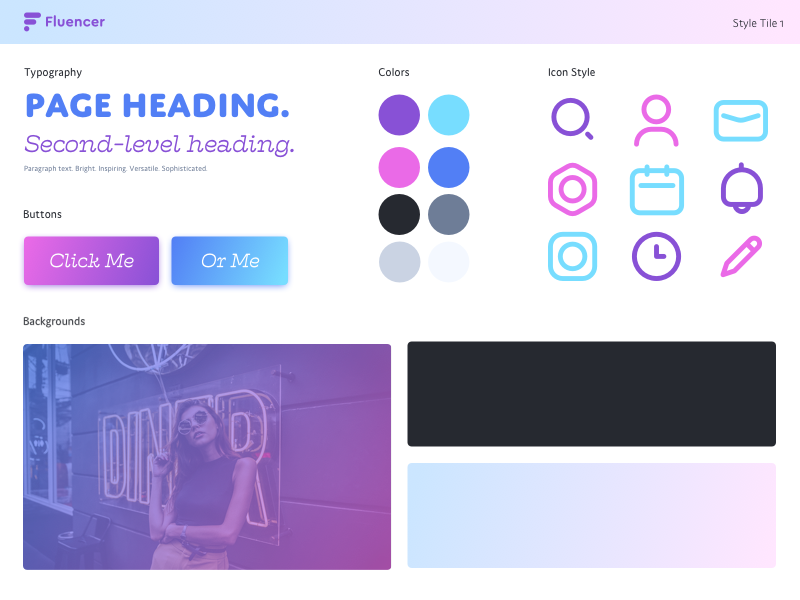 Fluencer
Style Tile 1
Typography
Colors
Icon Style
PAGE HEADING.
Second-level heading.
Paragraph text. Bright. Inspiring. Versatile. Sophisticated.
Buttons
Click Me
Or Me
Backgrounds
DINER